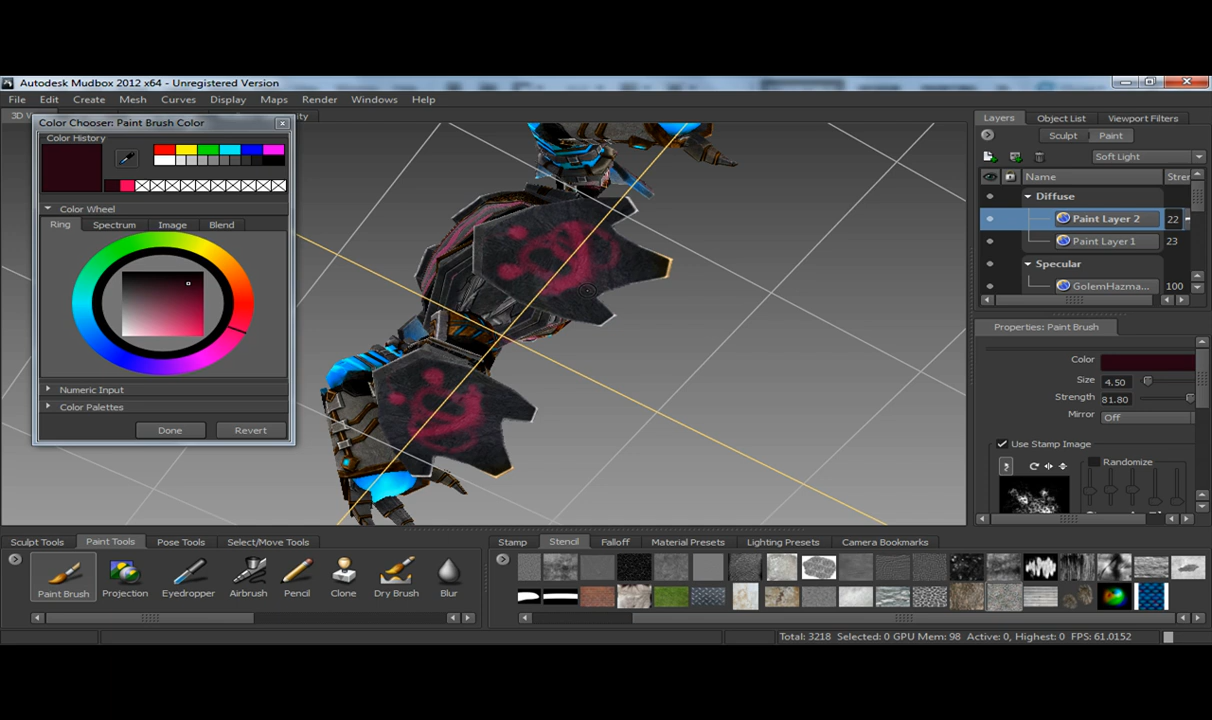 Autodesk Mudbox 2012 x64 - Unregistered Version
File Edit Create Mesh Curves Display Maps Render Windows Help
Color Chooser: Paint Brush Color
Color History
Color Wheel
Ring Spectrum Image Blend
Numeric Input
Color Palettes
Done Revert
Layers Object List Viewport Filters
Sculpt Paint
Soft Light
Name
Diffuse
Paint Layer 2 22
Paint Layer 1 23
Specular
GolemHazma... 100
Properties: Paint Brush
Color
Size 4.50
Strength 81.80
Mirror Off
Use Stamp Image
Randomize
Sculpt Tools Paint Tools Pose Tools Select/Move Tools
Paint Brush Projection Eyedropper Airbrush Pencil Clone Dry Brush Blur
Stamp Stencil Falloff Material Presets Lighting Presets Camera Bookmarks
Total: 3218 Selected: 0 GPU Mem: 98 Active: 0, Highest: 0 FPS: 61.0152